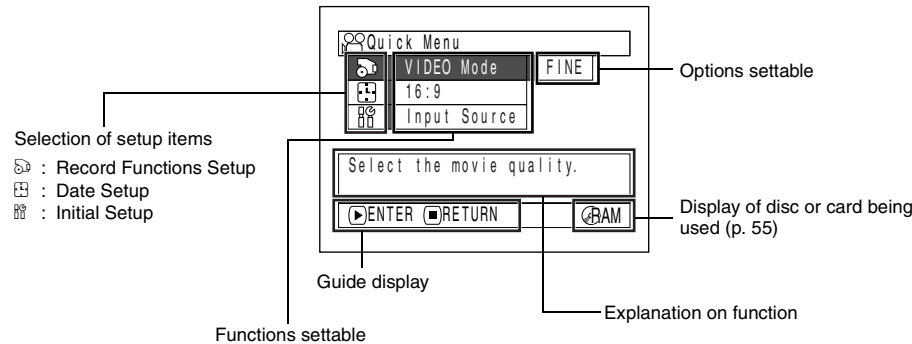 Quick Menu
VIDEO Mode FINE
16:9
Input Source
Options settable
Selection of setup items
: Record Functions Setup
: Date Setup
: Initial Setup
Select the movie quality.
ENTER RETURN RAM
Display of disc or card being
used (p. 55)
Guide display
Explanation on function
Functions settable